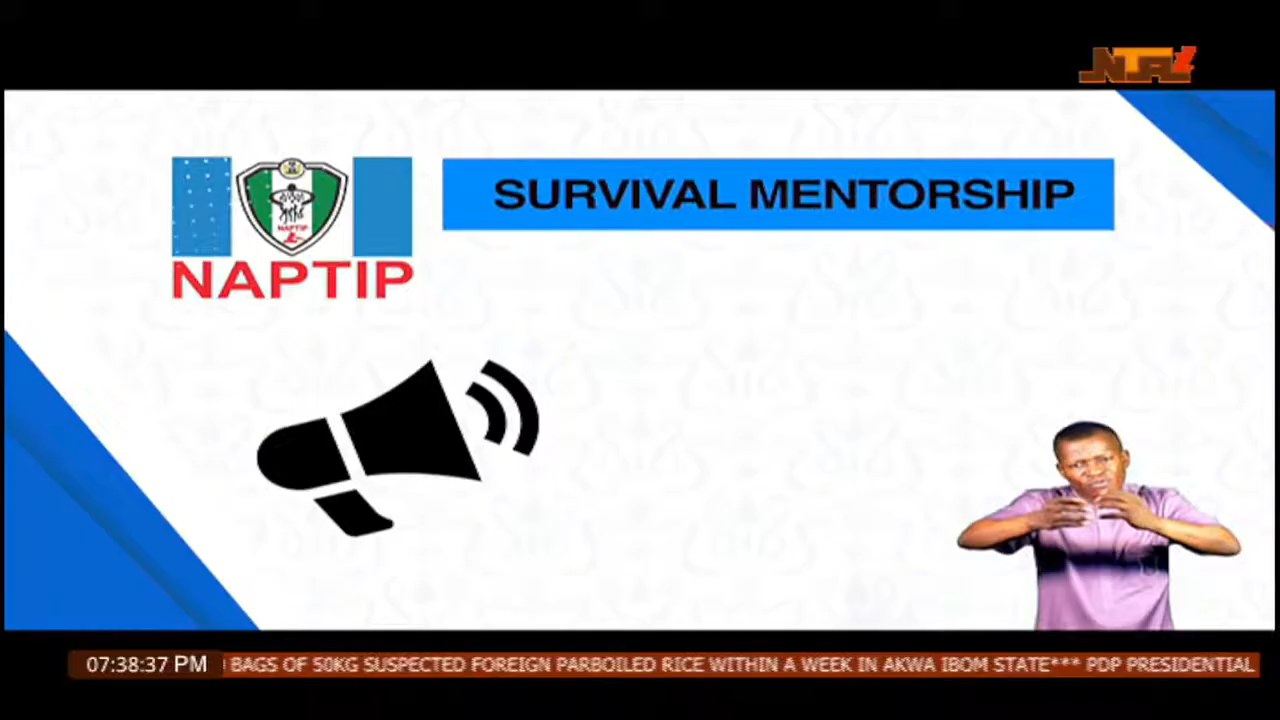 NTA
SURVIVAL MENTORSHIP
NAPTIP
NAPTIP
07:38:37 PM
BAGS OF 50KG SUSPECTED FOREIGN PARBOILED RICE WITHIN A WEEK IN AKWA IBOM STATE*** PDP PRESIDENTIAL